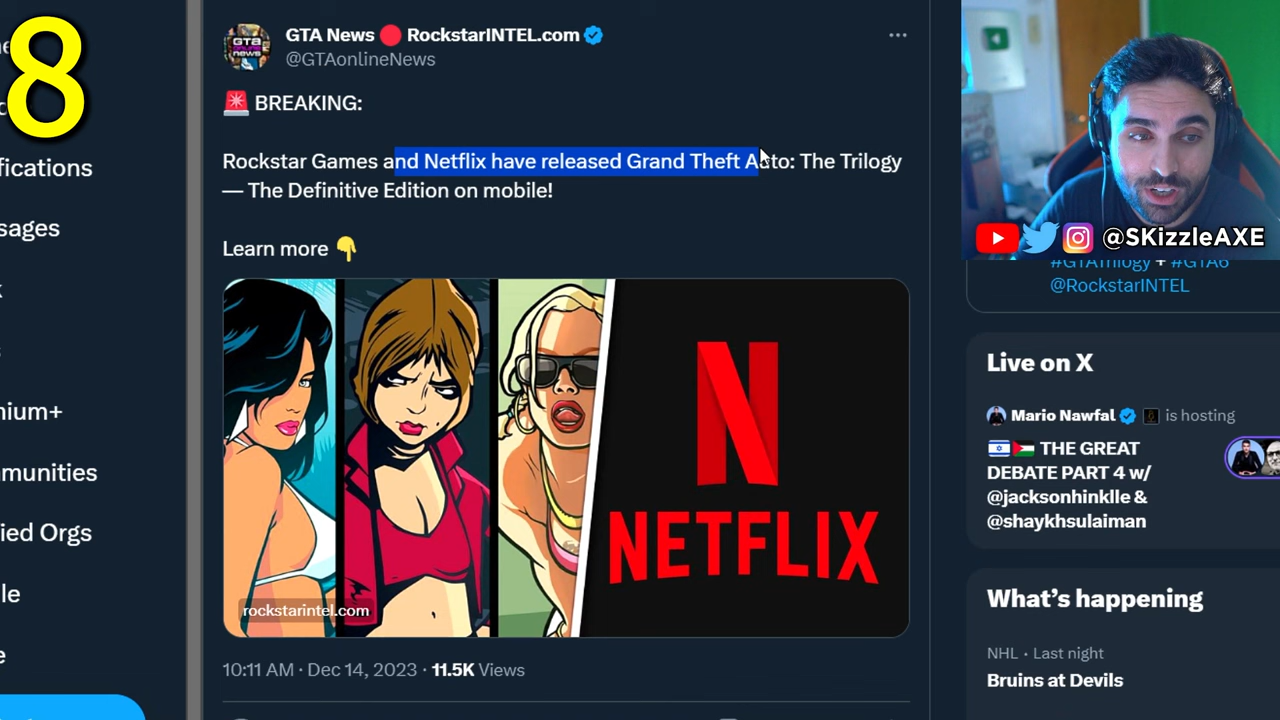 8
fications
sages
k
mium+
mmunities
ied Orgs
le
e
GTA News 🔴 RockstarINTEL.com
@GTAonlineNews
🚨 BREAKING:
Rockstar Games and Netflix have released Grand Theft Auto: The Trilogy
— The Definitive Edition on mobile!
Learn more 👇
N
NETFLIX
rockstarintel.com
10:11 AM · Dec 14, 2023 · 11.5K Views
@SKizzleAXE
#GTATrilogy + #GTA6
@RockstarINTEL
Live on X
Mario Nawfal is hosting
🇮🇱🇵🇸 THE GREAT
DEBATE PART 4 w/
@jacksonhinklle &
@shaykhsulaiman
What’s happening
NHL · Last night
Bruins at Devils